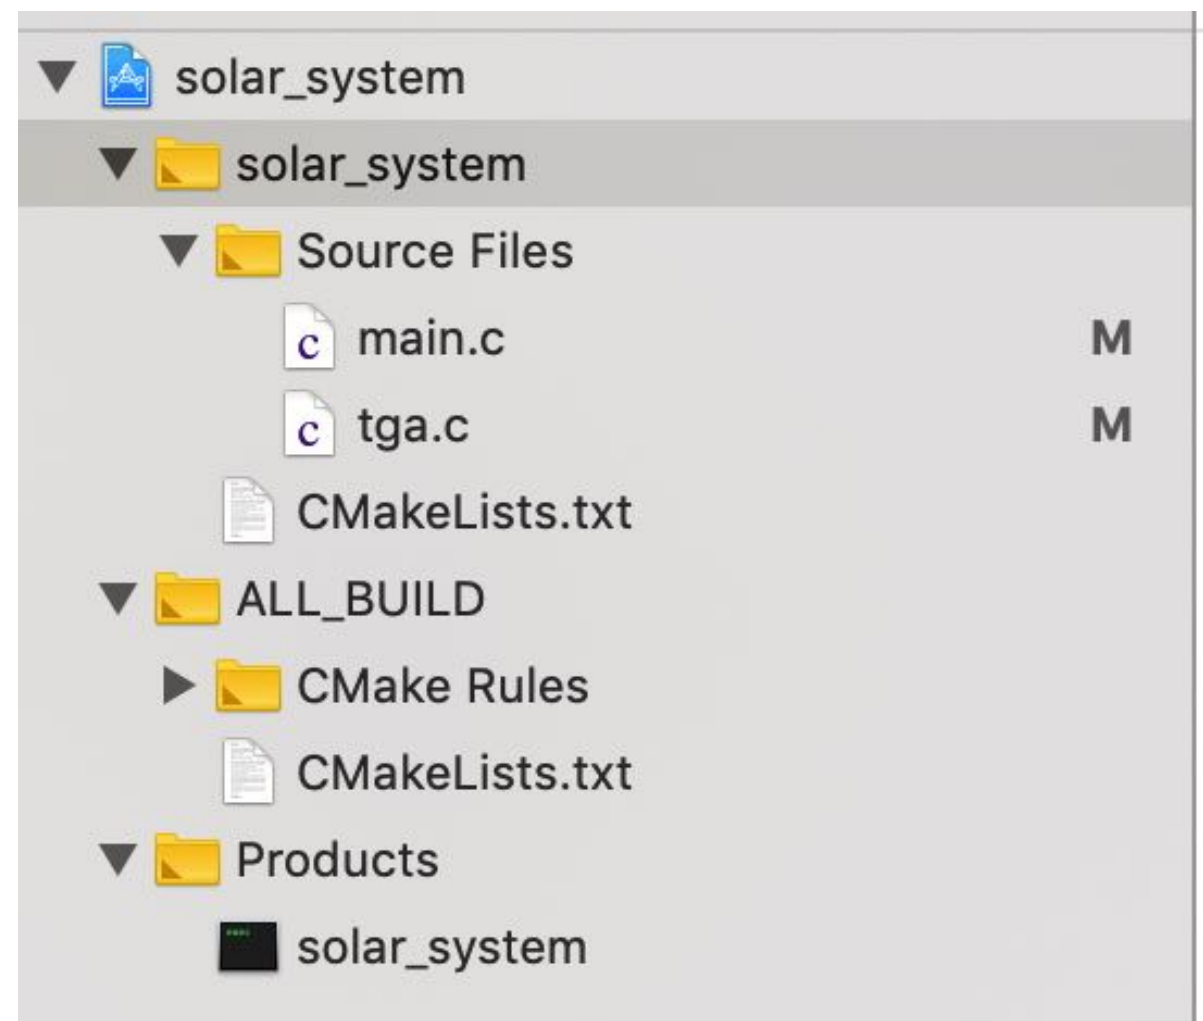 solar_system
solar_system
Source Files
c main.c M
c tga.c M
CMakeLists.txt
ALL_BUILD
CMake Rules
CMakeLists.txt
Products
solar_system